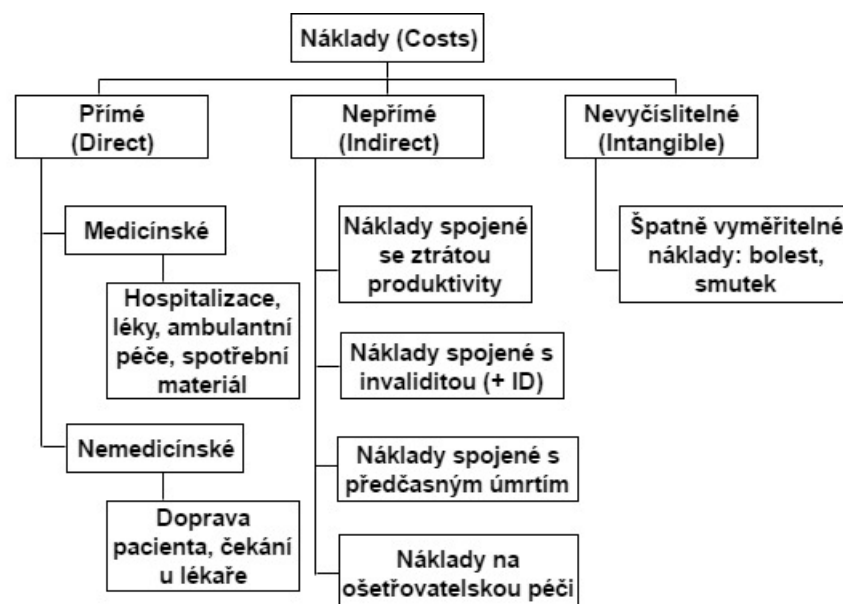 Náklady (Costs)
Přímé
(Direct)
Medicínské
Hospitalizace,
léky, ambulantní
péče, spotřební
materiál
Nemedicínské
Doprava
pacienta, čekání
u lékaře
Nepřímé
(Indirect)
Náklady spojené
se ztrátou
produktivity
Náklady spojené s
invaliditou (+ ID)
Náklady spojené s
předčasným úmrtím
Náklady na
ošetřovatelskou péči
Nevyčíslitelné
(Intangible)
Špatně vyměřitelné
náklady: bolest,
smutek